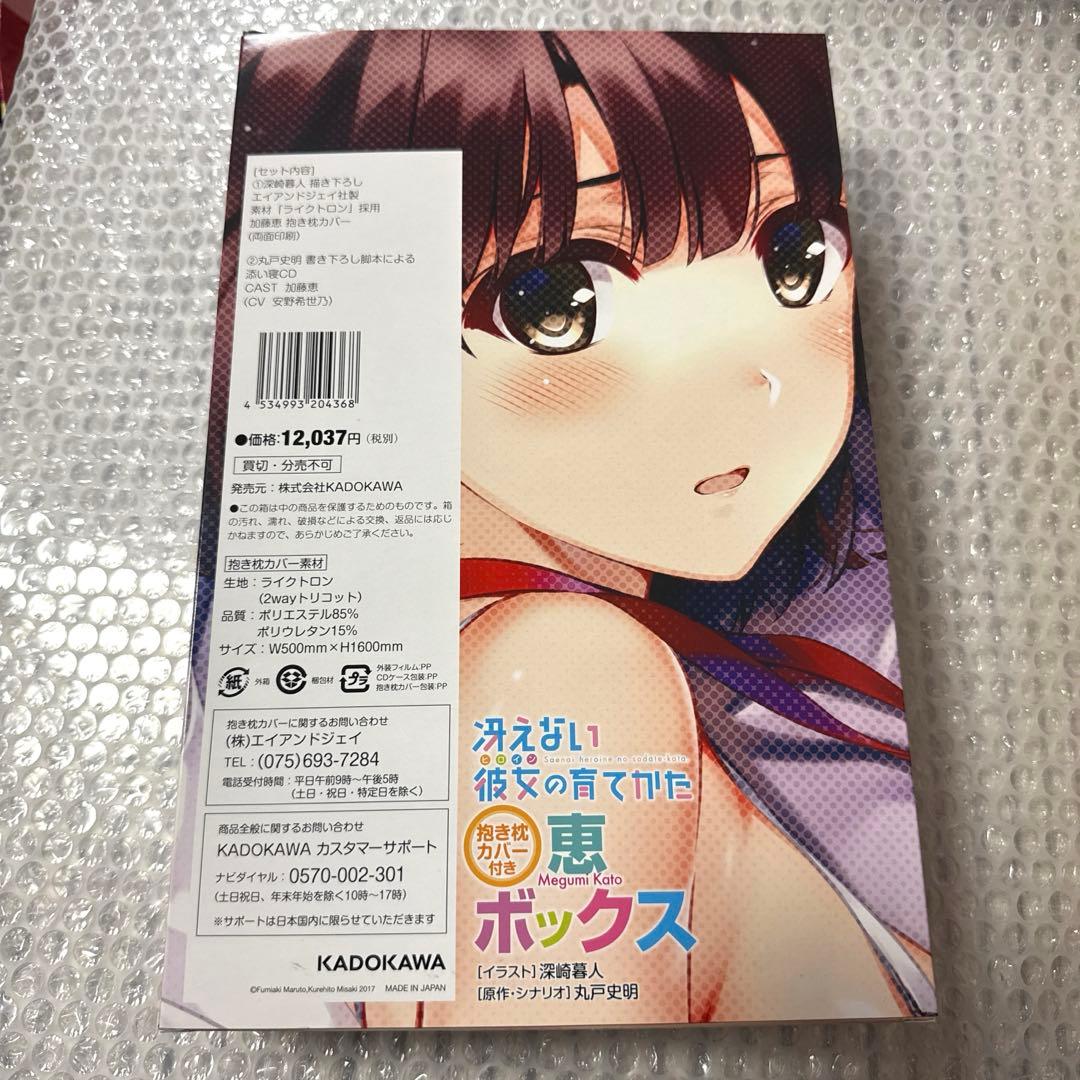 [セット内容]
①深崎暮人 描き下ろし
エイアンドジェイ社製
素材「ライクトロン」採用
加藤恵 抱き枕カバー
(両面印刷)
②丸戸史明 書き下ろし脚本による
添い寝CD
CAST 加藤恵
(CV 安野希世乃)
4 534993 204368
●価格:12,037円(税別)
買切・分売不可
発売元:株式会社KADOKAWA
●この箱は中の商品を保護するためのものです。箱
の汚れ、濡れ、破損などによる交換、返品には応じ
かねますので、あらかじめご了承ください。
抱き枕カバー素材
生地:ライクトロン
(2wayトリコット)
品質:ポリエステル85%
ポリウレタン15%
サイズ:W500mm×H1600mm
紙 外箱 梱包材 プラ 外装フィルム:PP
CDケース包装:PP
抱き枕カバー包装:PP
抱き枕カバーに関するお問い合わせ
(株)エイアンドジェイ
TEL:(075)693-7284
電話受付時間:平日午前9時〜午後5時
(土日・祝日・特定日を除く)
商品全般に関するお問い合わせ
KADOKAWA カスタマーサポート
ナビダイヤル:0570-002-301
(土日祝日、年末年始を除く10時〜17時)
※サポートは日本国内に限らせていただきます
KADOKAWA
©Fumiaki Maruto,Kurehito Misaki 2017 MADE IN JAPAN
冴えない
ヒロイン Saenai heroine no sodate-kata
彼女の育てかた
抱き枕
カバー
付き
恵
Megumi Kato
ボックス
[イラスト]深崎暮人
[原作・シナリオ]丸戸史明